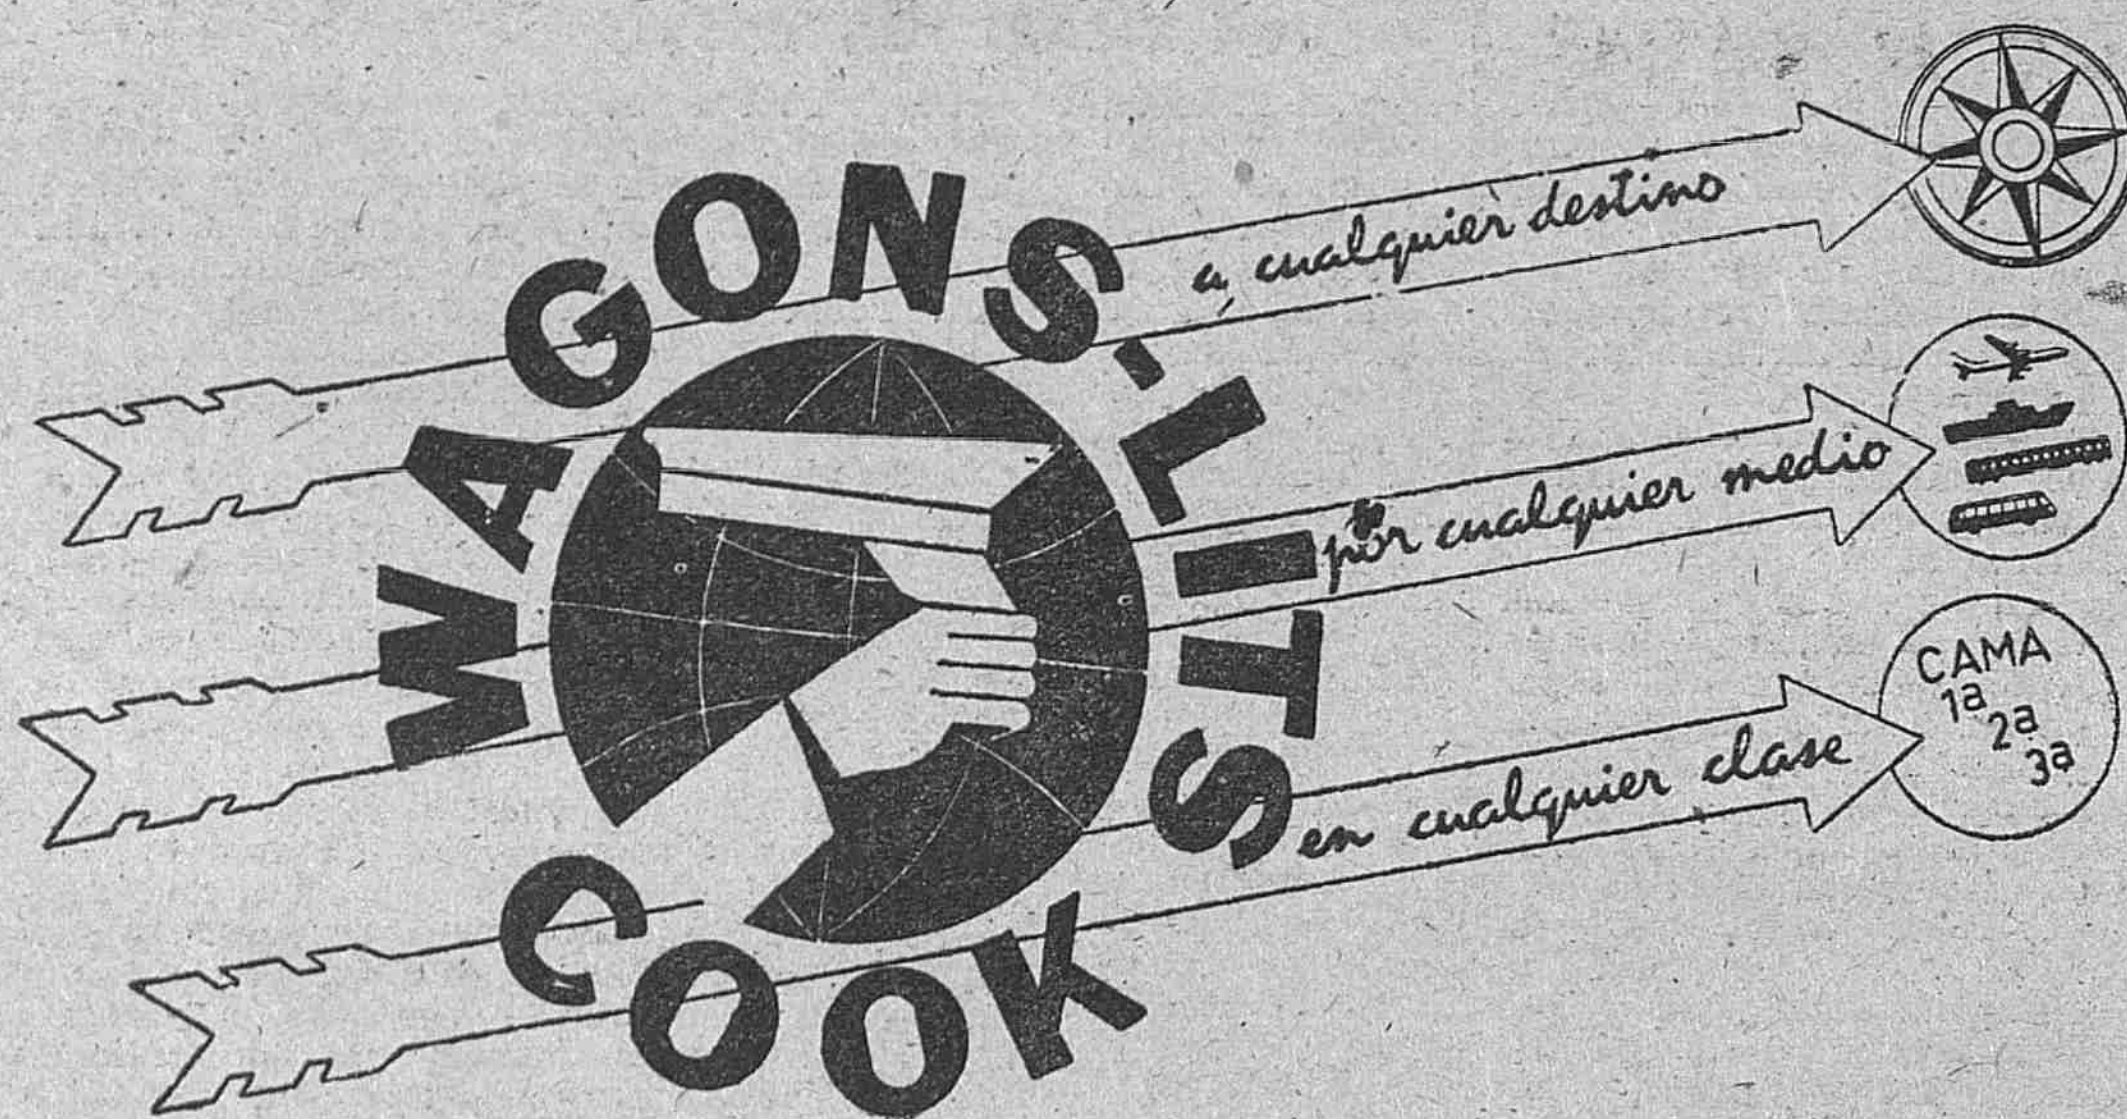 WAGONS-LITS
COOK
a cualquier destino
por cualquier medio
en cualquier clase
CAMA
1a
2a
3a